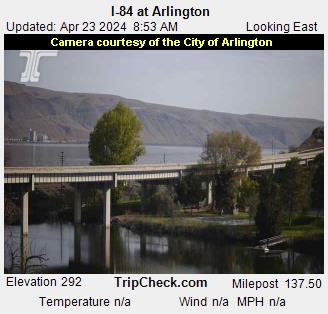 I-84 at Arlington
Updated: Apr 23 2024 8:53 AM Looking East
Camera courtesy of the City of Arlington
Elevation 292 TripCheck.com Milepost 137.50
Temperature n/a Wind n/a MPH n/a